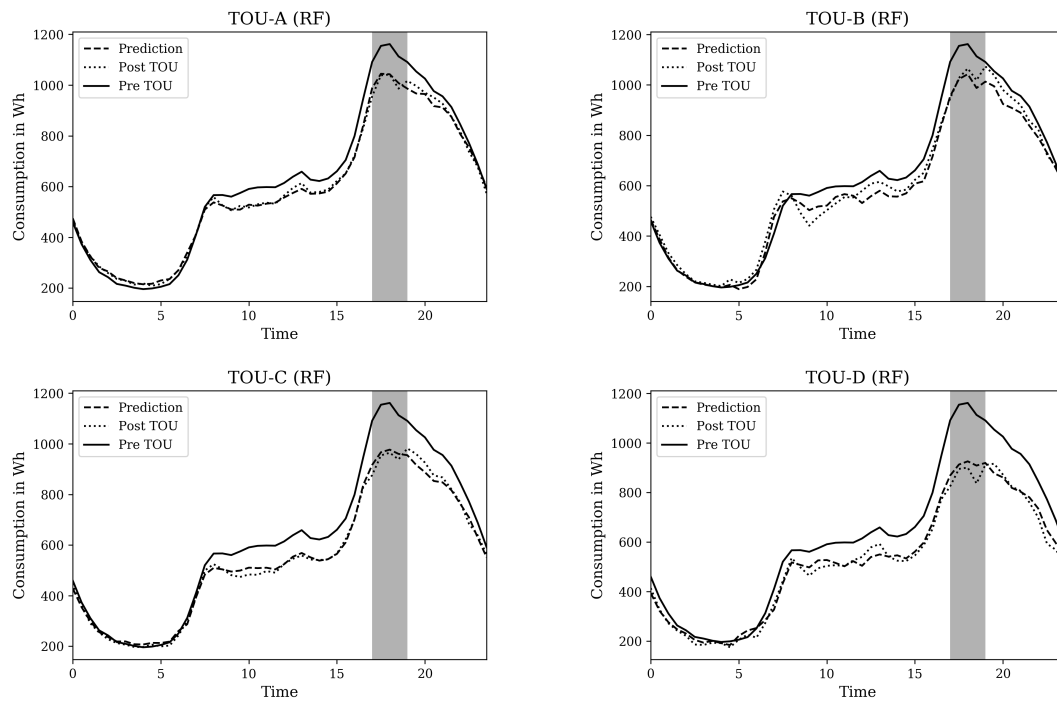 TOU-A (RF)
1200
1000
800
600
400
200
Consumption in Wh
Prediction
Post TOU
Pre TOU
0 5 10 15 20
Time
TOU-B (RF)
1200
1000
800
600
400
200
Consumption in Wh
Prediction
Post TOU
Pre TOU
0 5 10 15 20
Time
TOU-C (RF)
1200
1000
800
600
400
200
Consumption in Wh
Prediction
Post TOU
Pre TOU
0 5 10 15 20
Time
TOU-D (RF)
1200
1000
800
600
400
200
Consumption in Wh
Prediction
Post TOU
Pre TOU
0 5 10 15 20
Time